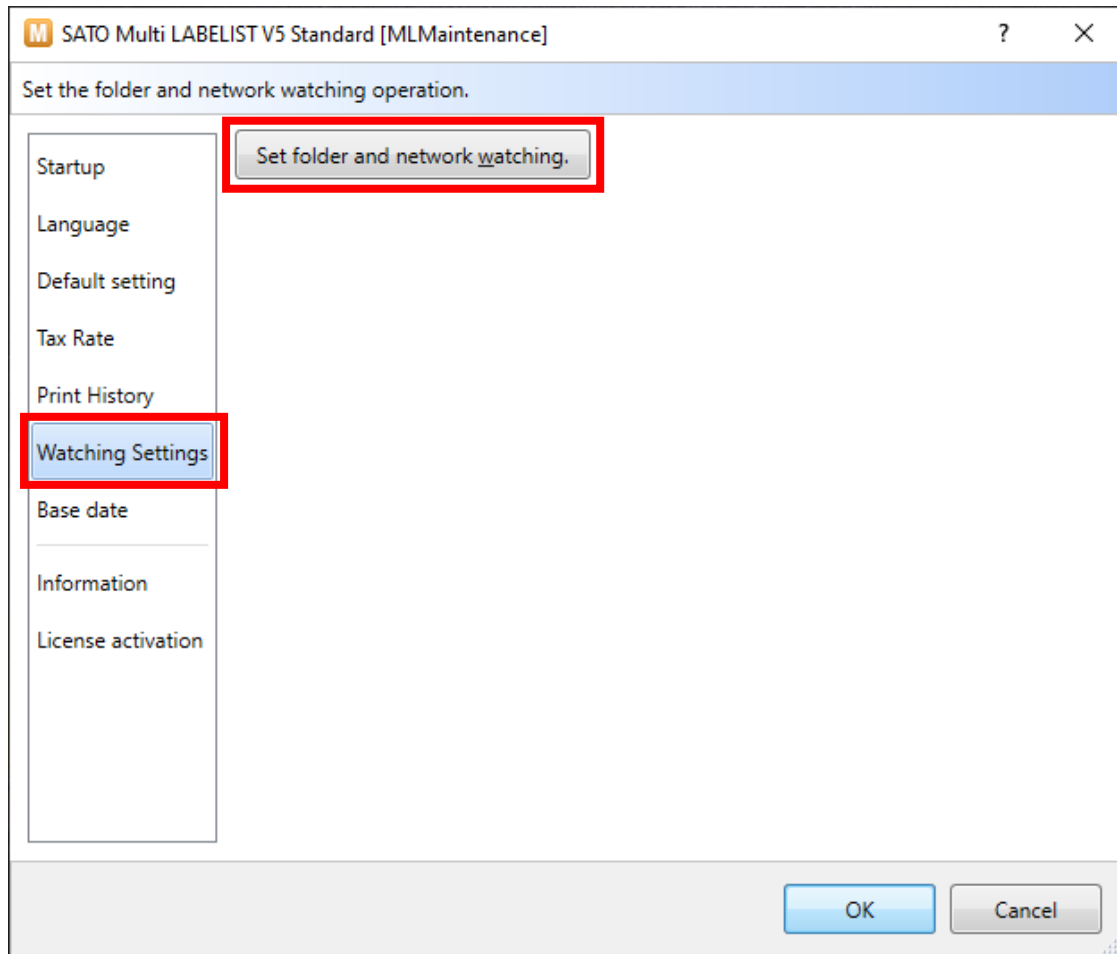 M SATO Multi LABELIST V5 Standard [MLMaintenance] ?
Set the folder and network watching operation.
Set folder and network watching.
Startup
Language
Default setting
Tax Rate
Print History
Watching Settings
Base date
Information
License activation
OK Cancel